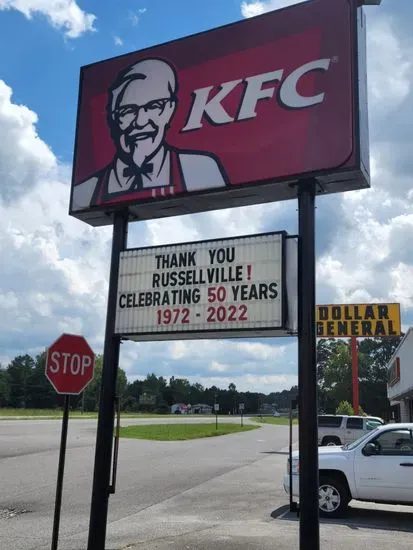 KFC
THANK YOU
RUSSELLVILLE!
CELEBRATING 50 YEARS
1972 - 2022
DOLLAR
GENERAL
STOP